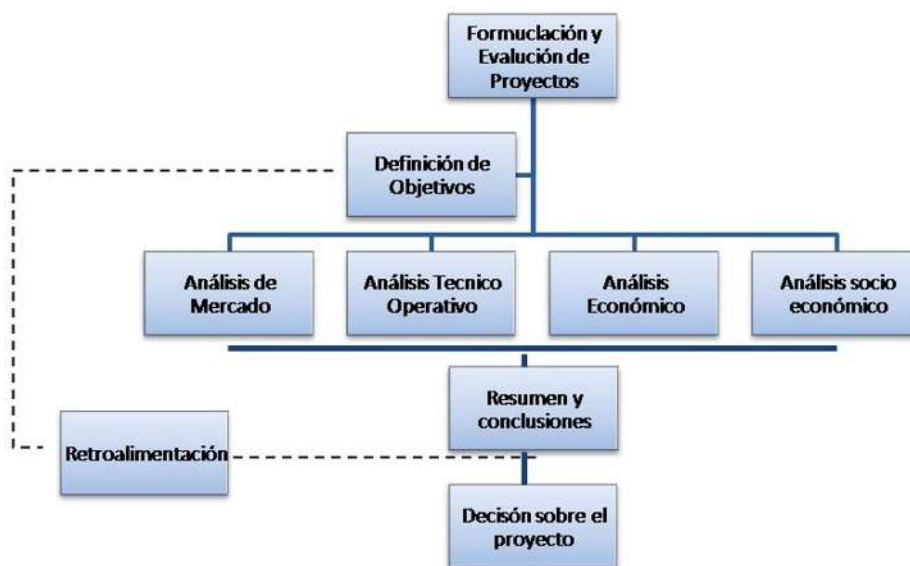 Formuclación y
Evalución de
Proyectos
Definición de
Objetivos
Análisis de
Mercado
Análisis Tecnico
Operativo
Análisis
Económico
Análisis socio
económico
Resumen y
conclusiones
Retroalimentación
Decisón sobre el
proyecto